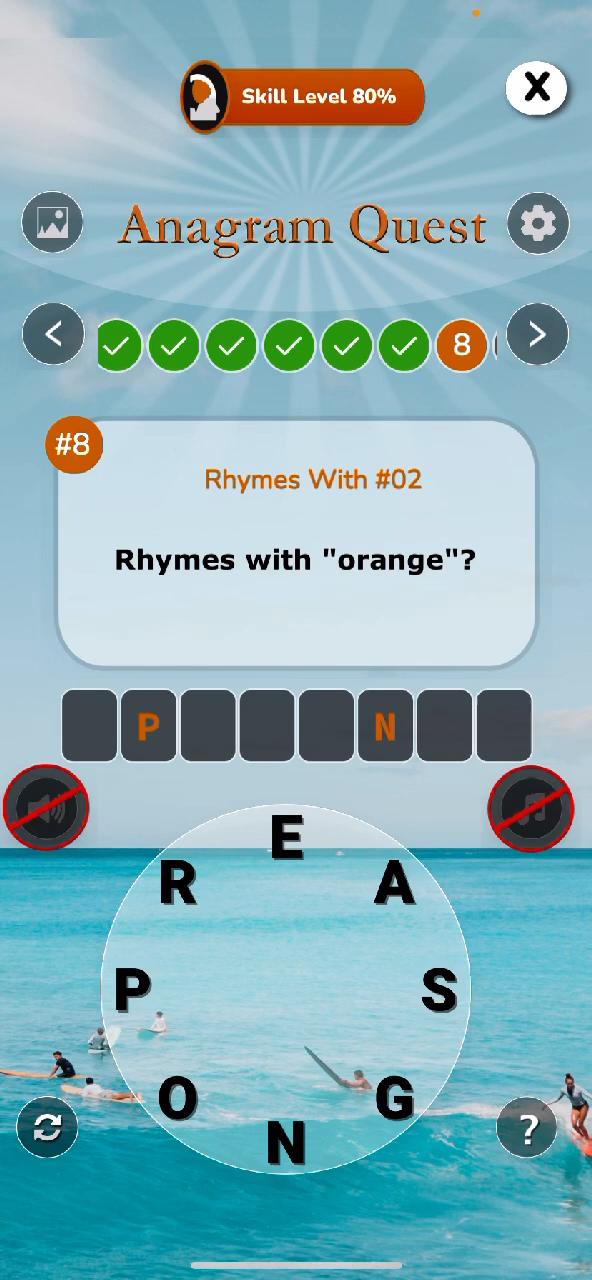 Skill Level 80%
X
Anagram Quest
< 8 >
#8
Rhymes With #02
Rhymes with "orange"?
P N
E
R A
P S
O G
N
?